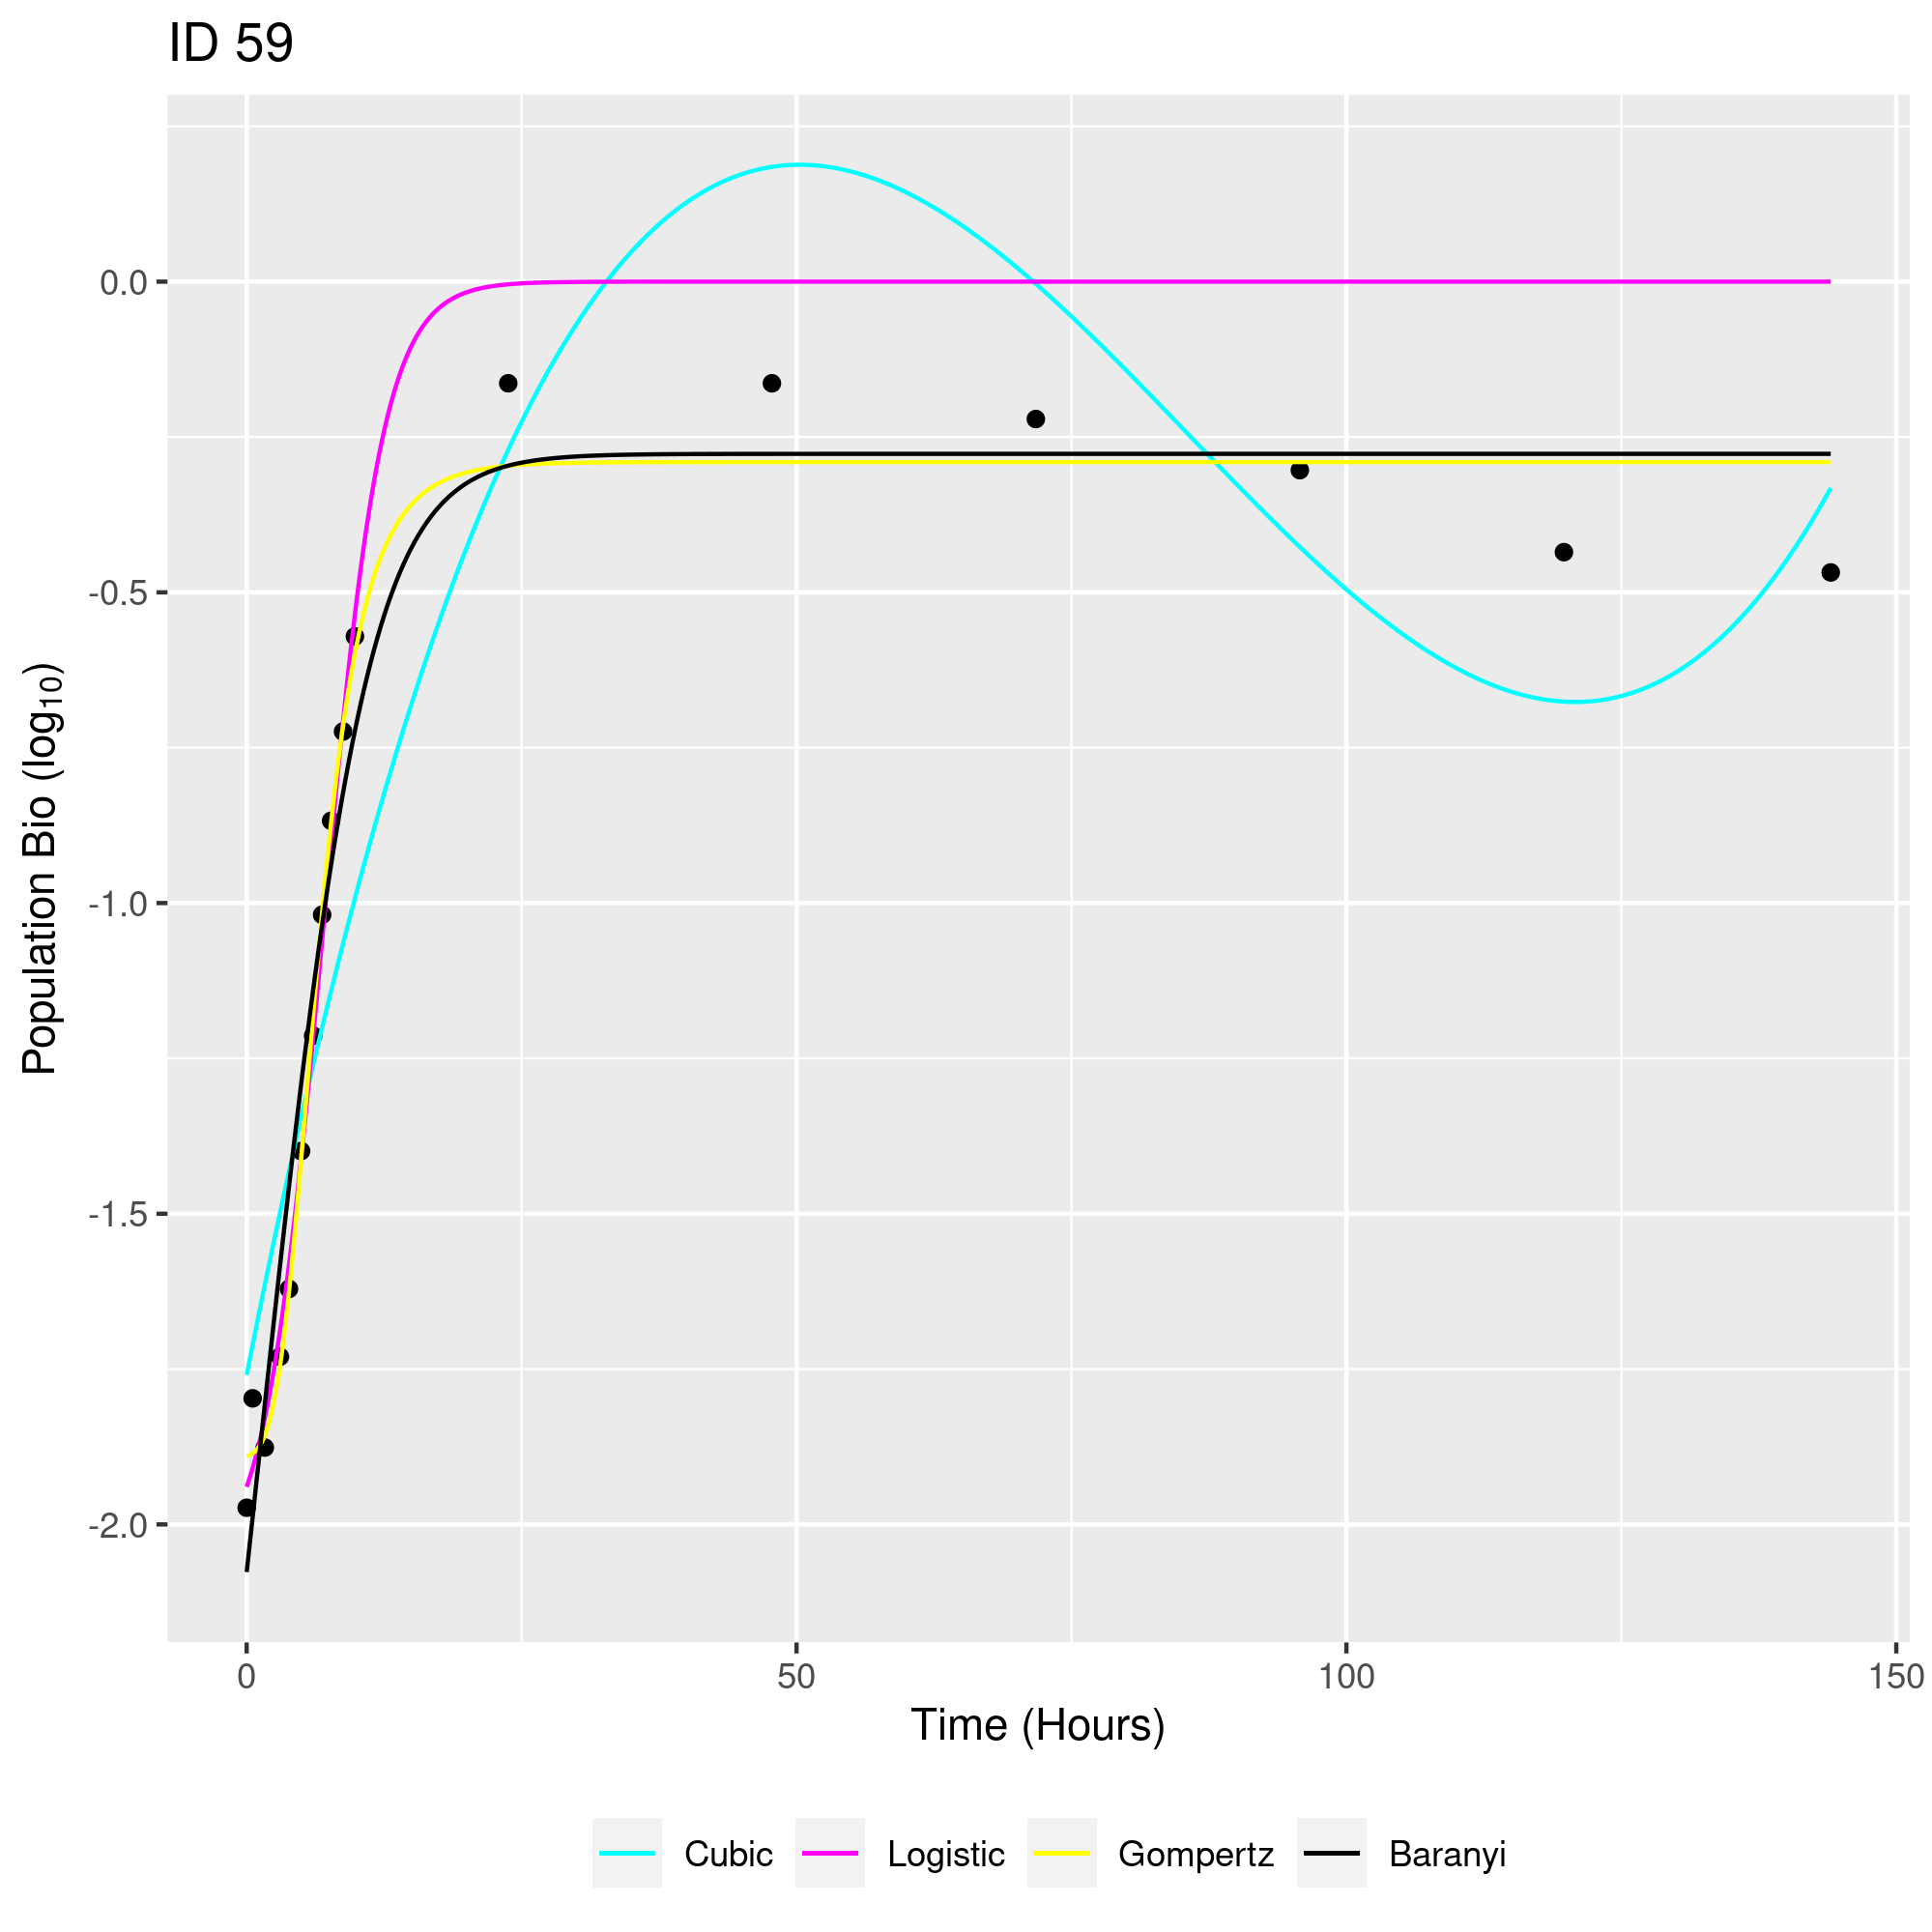 ID 59
0.0
-0.5
-1.0
-1.5
-2.0
Population Bio (log₁₀)
0 50 100 150
Time (Hours)
Cubic Logistic Gompertz Baranyi